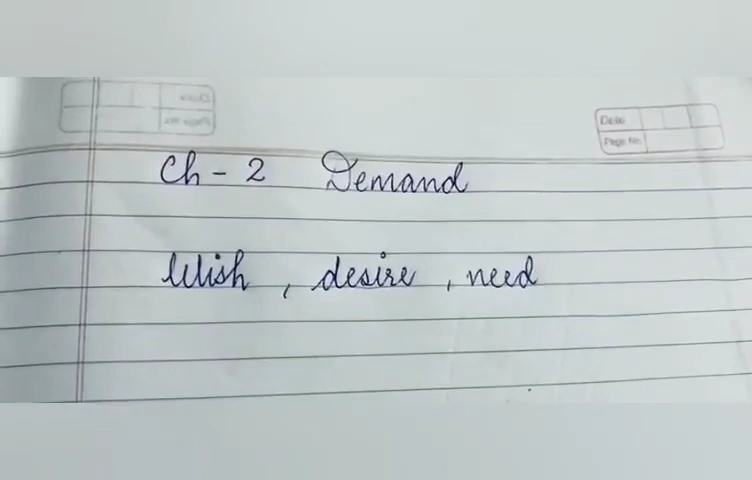 Date
Page No.
Ch - 2 Demand
Wish , desire , need